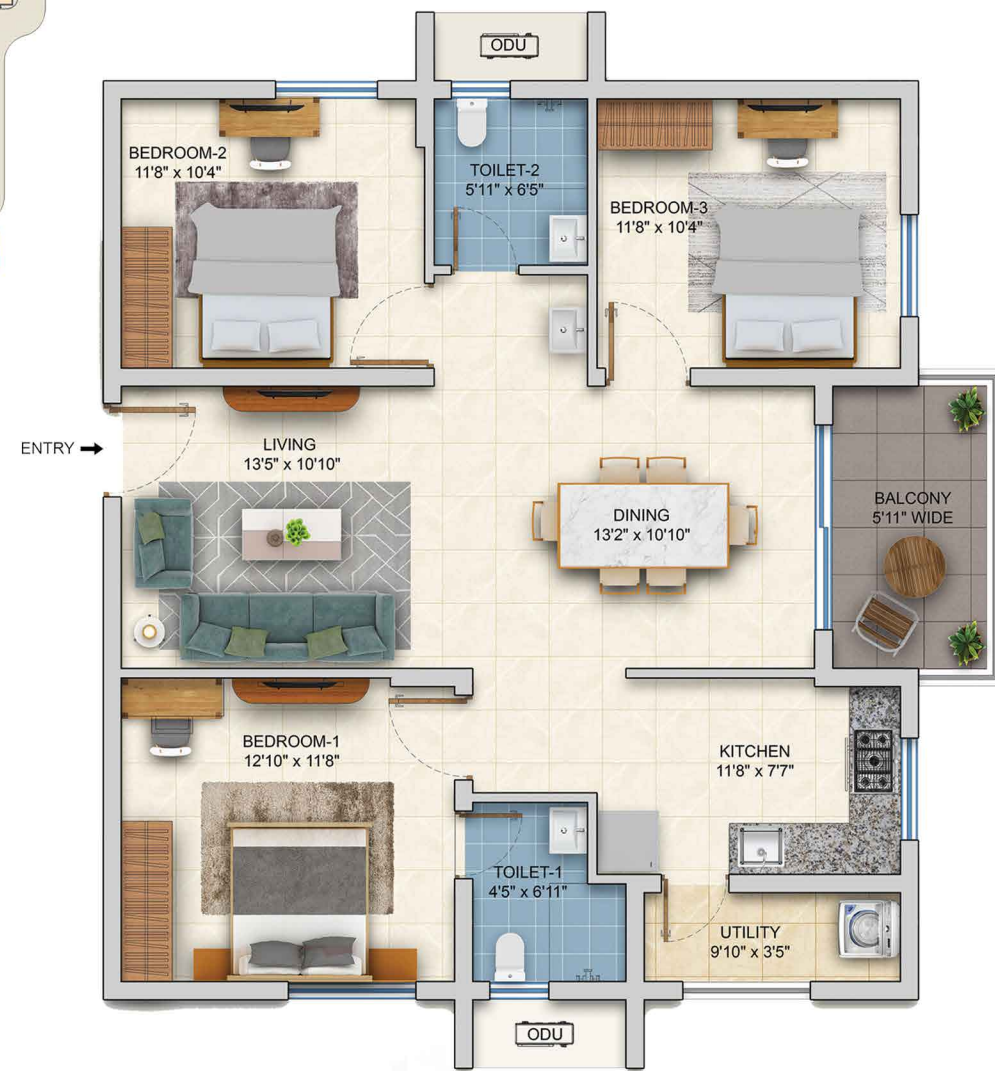 ODU
BEDROOM-2
11'8" x 10'4"
TOILET-2
5'11" x 6'5"
BEDROOM-3
11'8" x 10'4"
ENTRY
LIVING
13'5" x 10'10"
DINING
13'2" x 10'10"
BALCONY
5'11" WIDE
BEDROOM-1
12'10" x 11'8"
KITCHEN
11'8" x 7'7"
TOILET-1
4'5" x 6'11"
UTILITY
9'10" x 3'5"
ODU